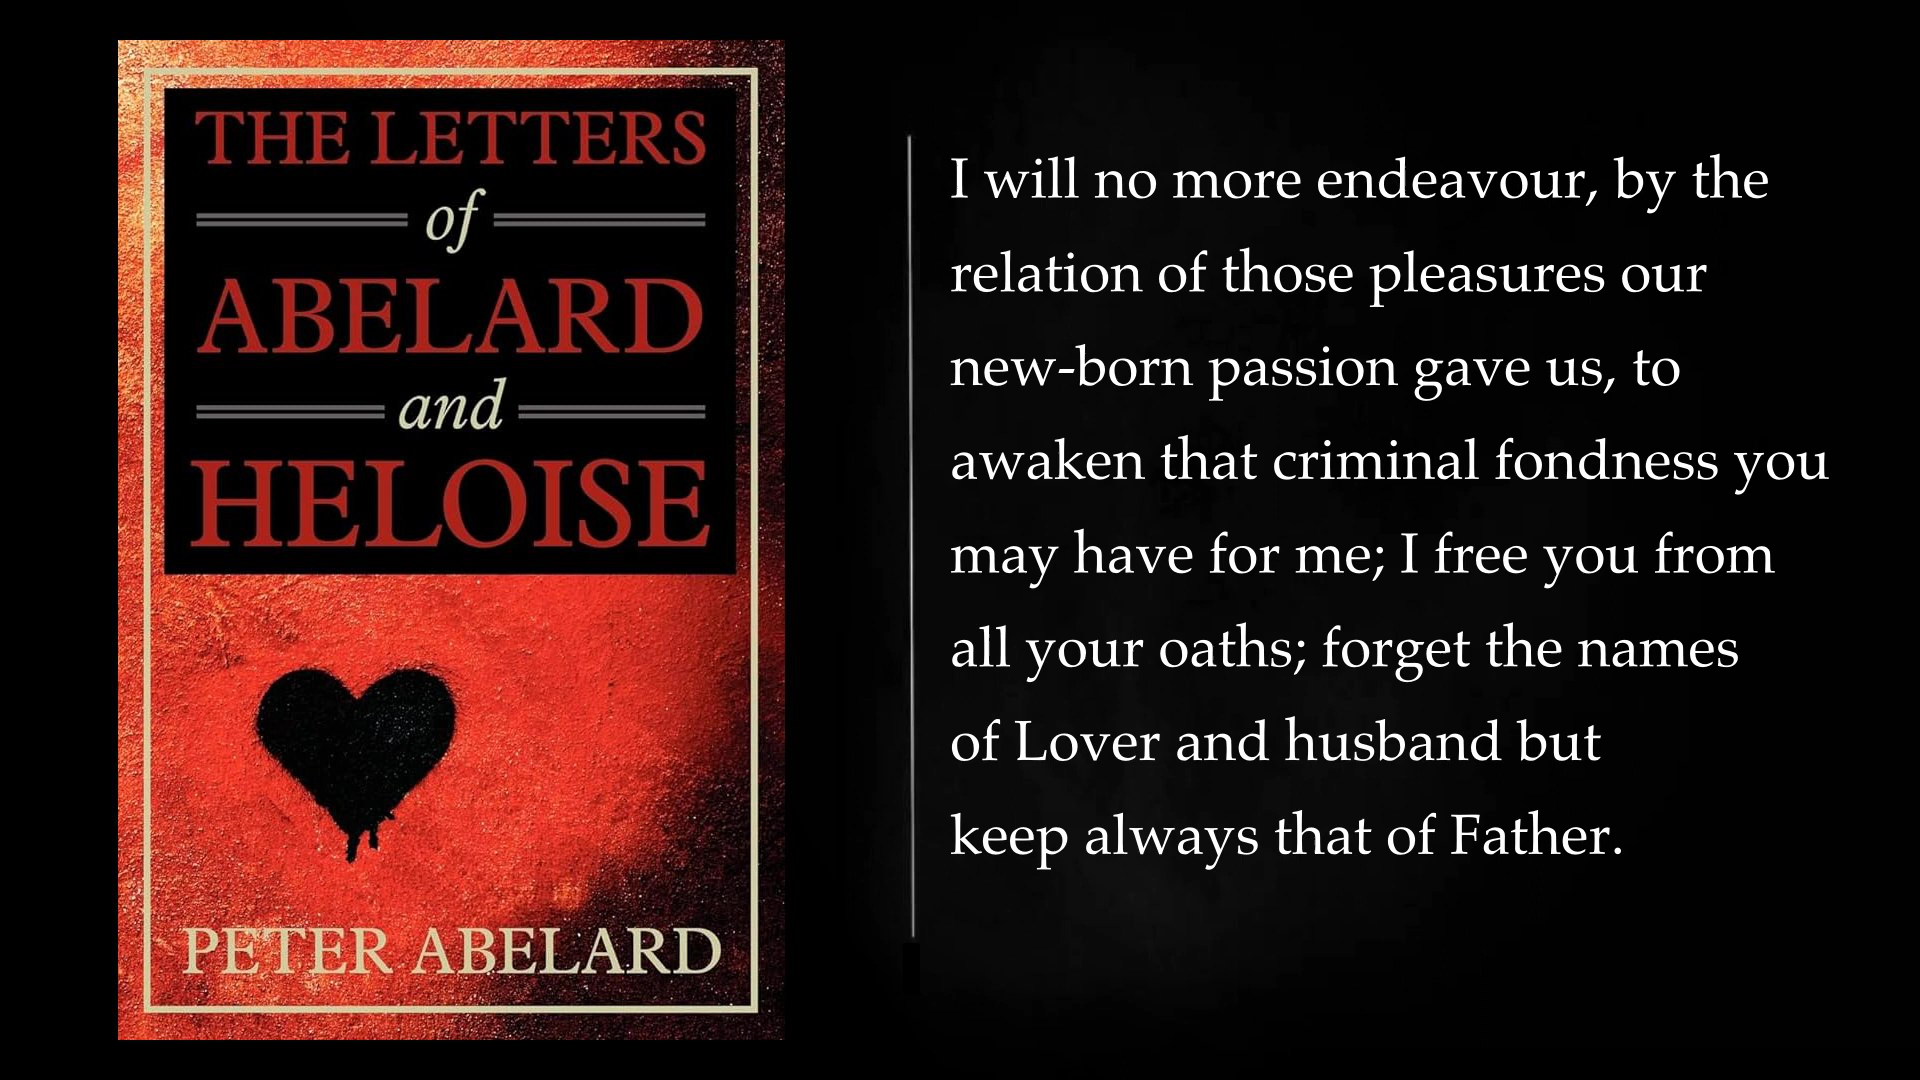 THE LETTERS
of
ABELARD
and
HELOISE
PETER ABELARD
I will no more endeavour, by the
relation of those pleasures our
new-born passion gave us, to
awaken that criminal fondness you
may have for me; I free you from
all your oaths; forget the names
of Lover and husband but
keep always that of Father.